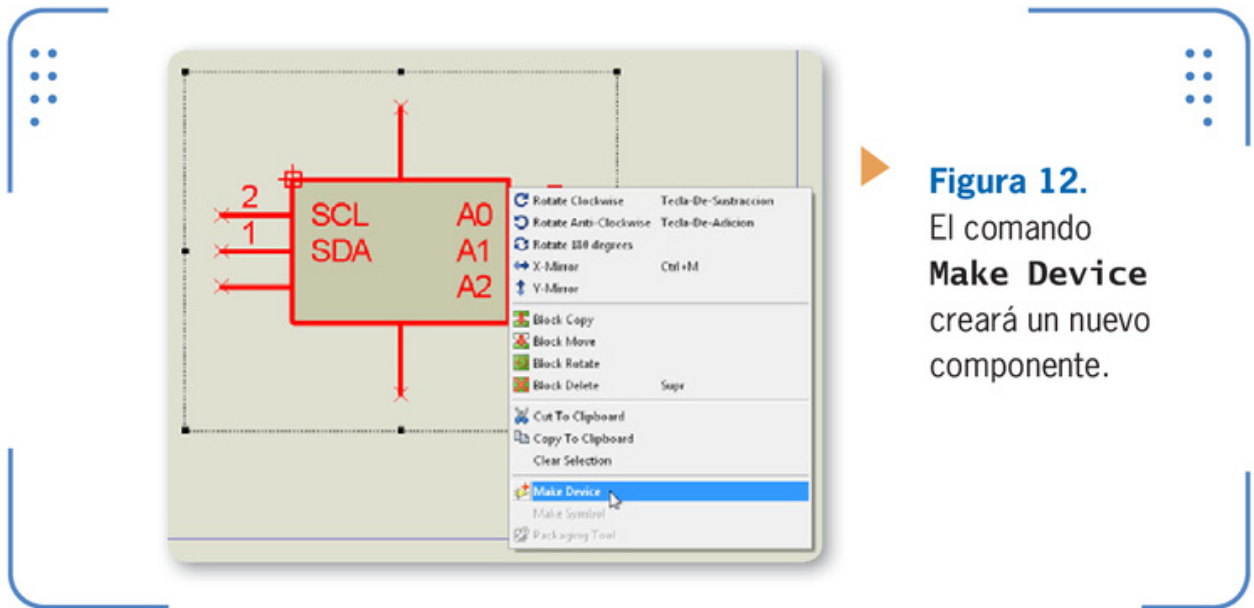 2
1
SCL
SDA
A0
A1
A2
Rotate Clockwise Tecla-De-Sustraccion
Rotate Anti-Clockwise Tecla-De-Adicion
Rotate 180 degrees
X-Mirror Ctrl+M
Y-Mirror
Block Copy
Block Move
Block Rotate
Block Delete Supr
Cut To Clipboard
Copy To Clipboard
Clear Selection
Make Device
Make Symbol
Packaging Tool
Figura 12.
El comando
Make Device
creará un nuevo
componente.